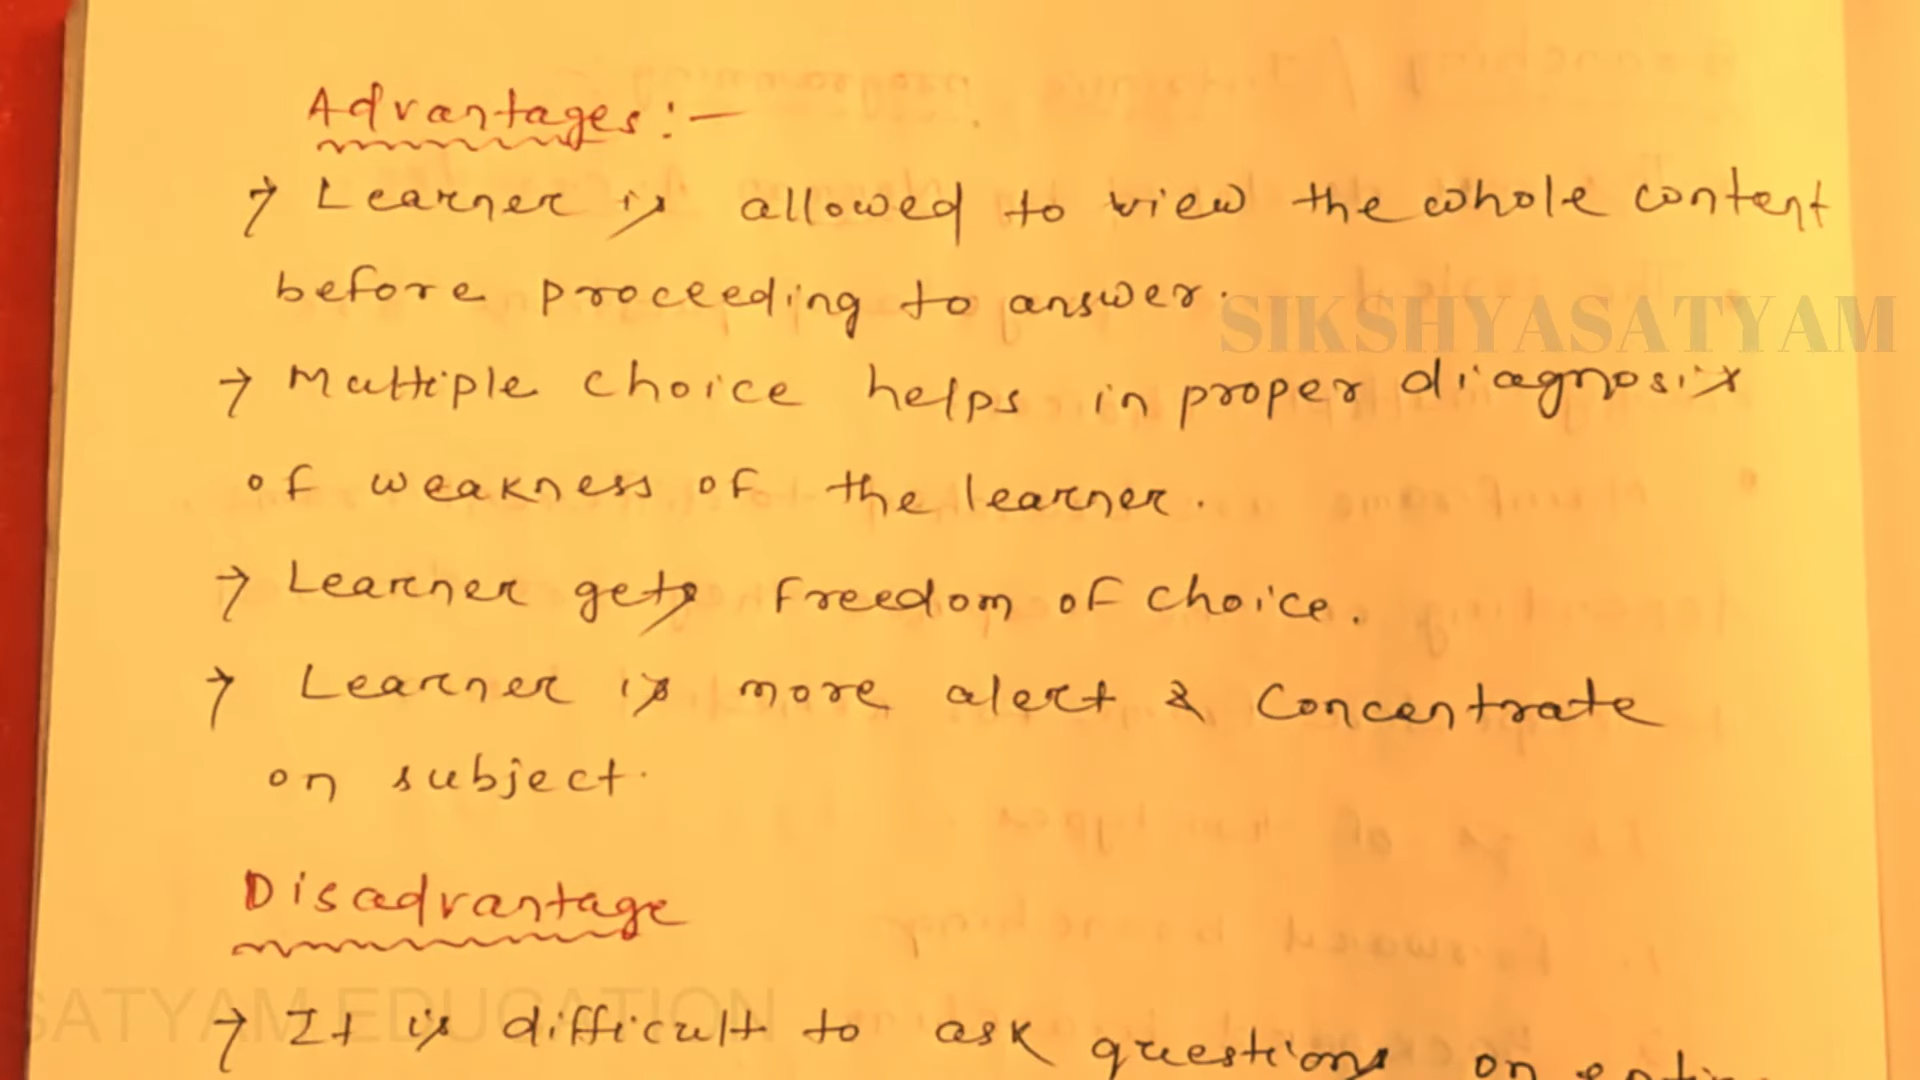 Advantages:-
→ Learner is allowed to view the whole content
before proceeding to answer.
SIKSHYASATYAM
→ Multiple choice helps in proper diagnosis
of weakness of the learner.
→ Learner gets freedom of choice.
→ Learner is more alert & Concentrate
on subject.
Disadvantage
SATYAM EDUCATION
→ It is difficult to ask questions on